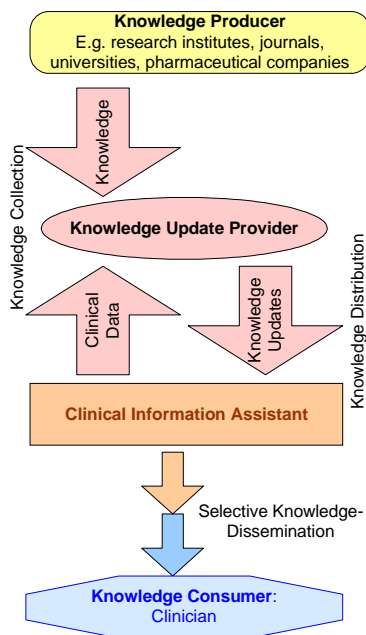 Knowledge Producer
E.g. research institutes, journals,
universities, pharmaceutical companies
Knowledge
Knowledge Collection
Knowledge Update Provider
Clinical
Data
Knowledge
Updates
Knowledge Distribution
Clinical Information Assistant
Selective Knowledge-
Dissemination
Knowledge Consumer:
Clinician